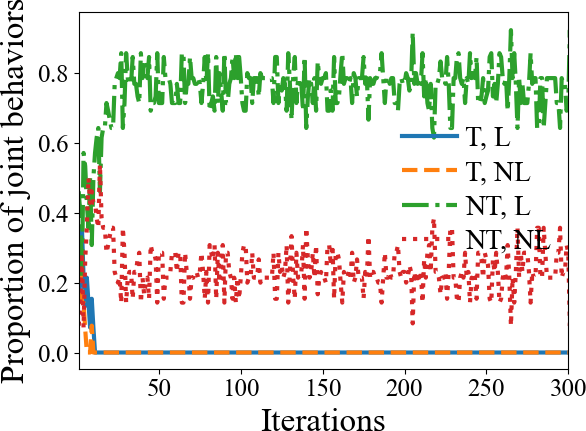 Proportion of joint behaviors
0.8
0.6
0.4
0.2
0.0
T, L
T, NL
NT, L
NT, NL
50
100
150
200
250
300
Iterations